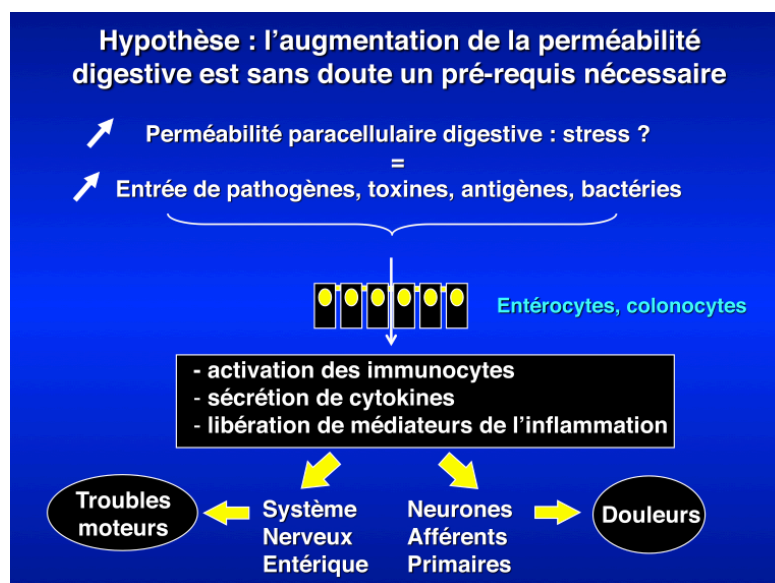 Hypothèse : l’augmentation de la perméabilité
digestive est sans doute un pré-requis nécessaire
Perméabilité paracellulaire digestive : stress ?
=
Entrée de pathogènes, toxines, antigènes, bactéries
Entérocytes, colonocytes
- activation des immunocytes
- sécrétion de cytokines
- libération de médiateurs de l’inflammation
Troubles
moteurs
Système
Nerveux
Entérique
Neurones
Afférents
Primaires
Douleurs